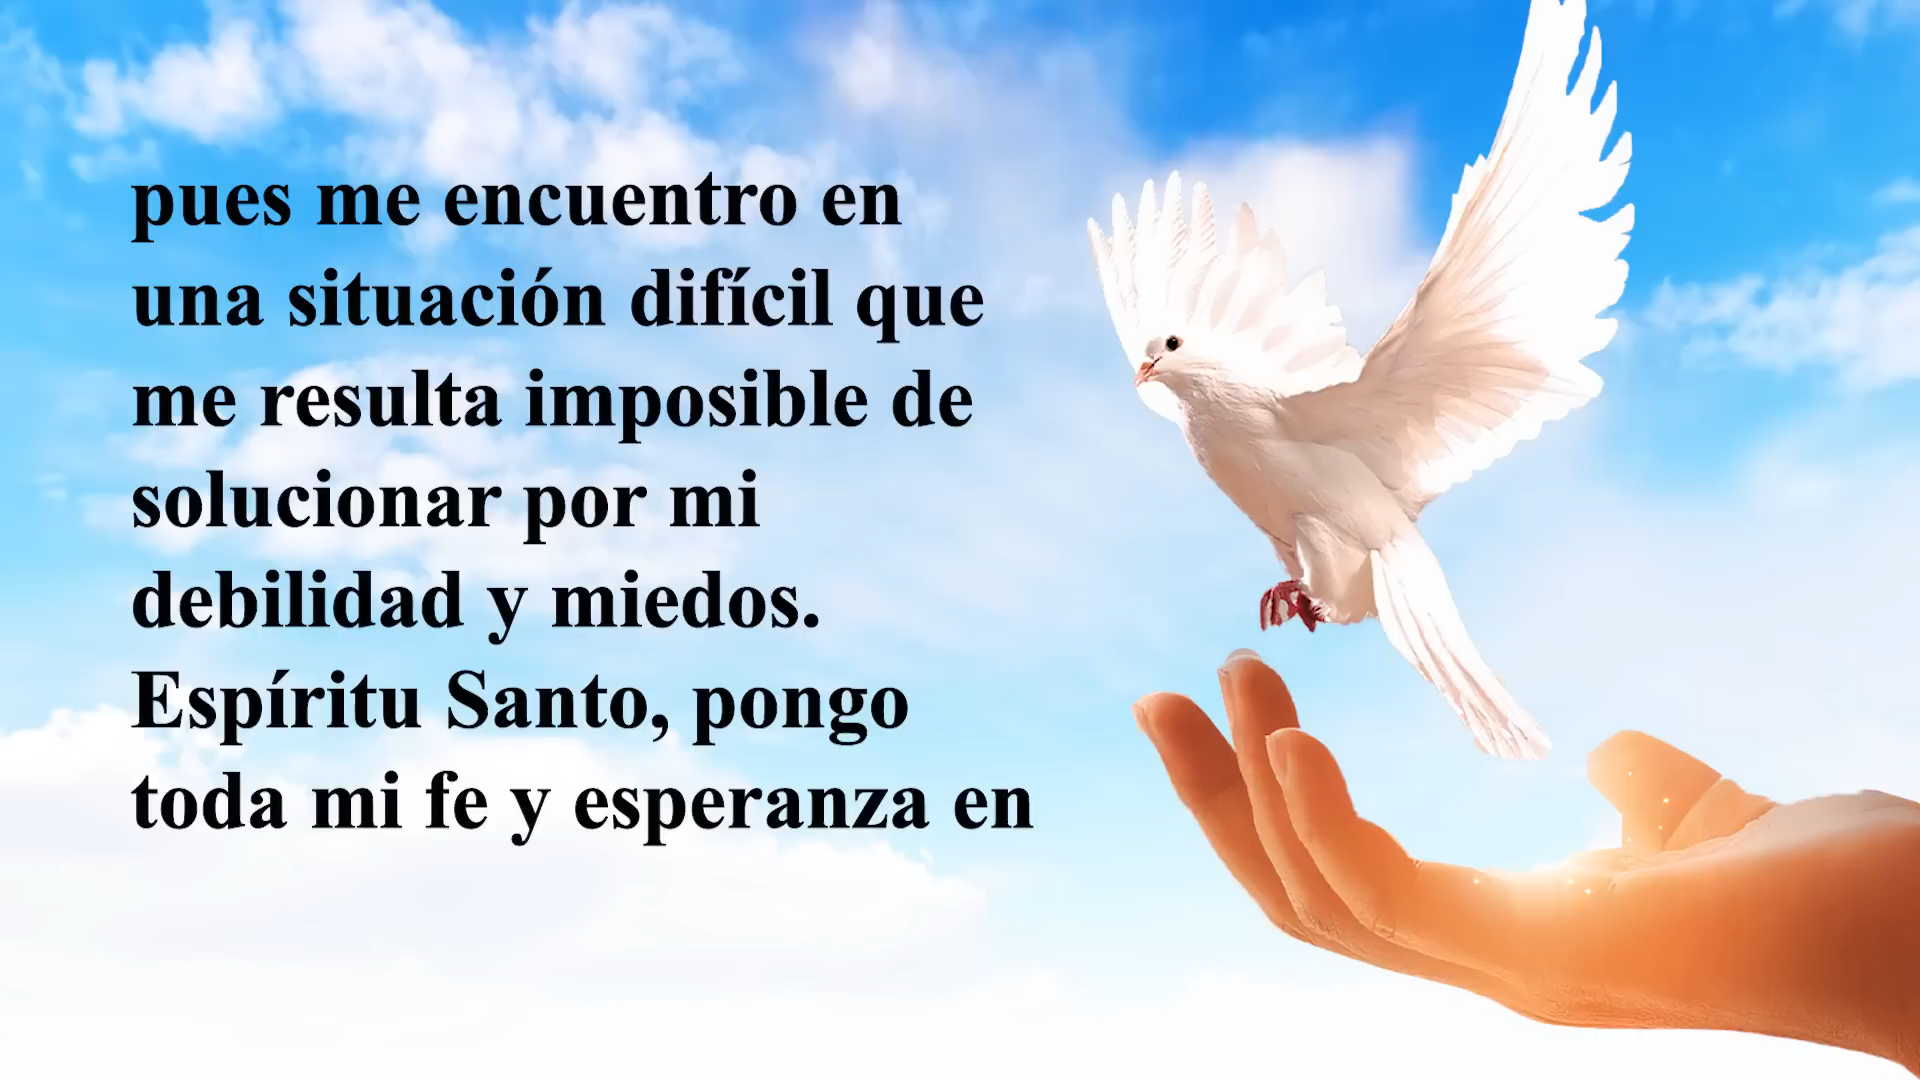 pues me encuentro en
una situación difícil que
me resulta imposible de
solucionar por mi
debilidad y miedos.
Espíritu Santo, pongo
toda mi fe y esperanza en